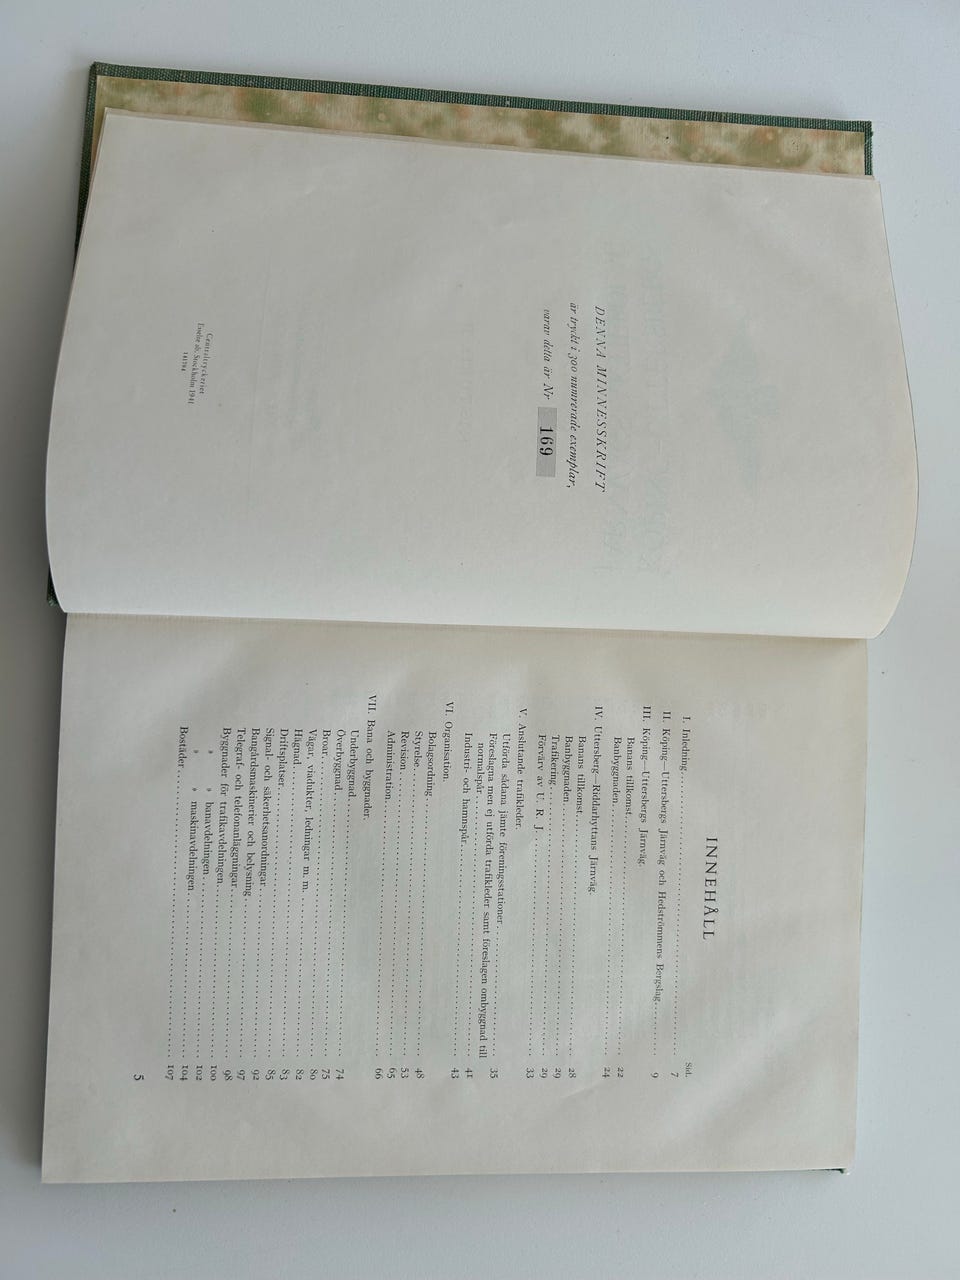 DENNA MINNESSKRIFT
är tryckt i 300 numrerade exemplar,
varav detta är Nr 169
Centraltryckeriet
Esselte ab, Stockholm 1941
141584
INNEHÅLL
Sid.
I. Inledning 7
II. Köping—Uttersbergs Järnväg och Hedströmmens Bergslag 9
III. Köping—Uttersbergs Järnväg.
Banans tillkomst 22
Banbyggnaden 24
IV. Uttersberg—Riddarhyttans Järnväg.
Banans tillkomst 28
Banbyggnaden 29
Trafikering 29
Förvärv av U. R. J. 33
V. Anslutande trafikleder.
Utförda sådana jämte föreningsstationer 35
Föreslagna men ej utförda trafikleder samt föreslagen ombyggnad till
normalspår 41
Industri- och hamnspår 43
VI. Organisation.
Bolagsordning 48
Styrelse 53
Revision 65
Administration 66
VII. Bana och byggnader.
Underbyggnad 74
Överbyggnad 75
Broar 80
Vägar, viadukter, ledningar m. m. 82
Hägnad 83
Driftsplatser 85
Signal- och säkerhetsanordningar 92
Bangårdsmaskinerier och belysning 97
Telegraf- och telefonanläggningar 98
Byggnader för trafikavdelningen 100
» » banavdelningen 102
» » maskinavdelningen 104
Bostäder 107
5